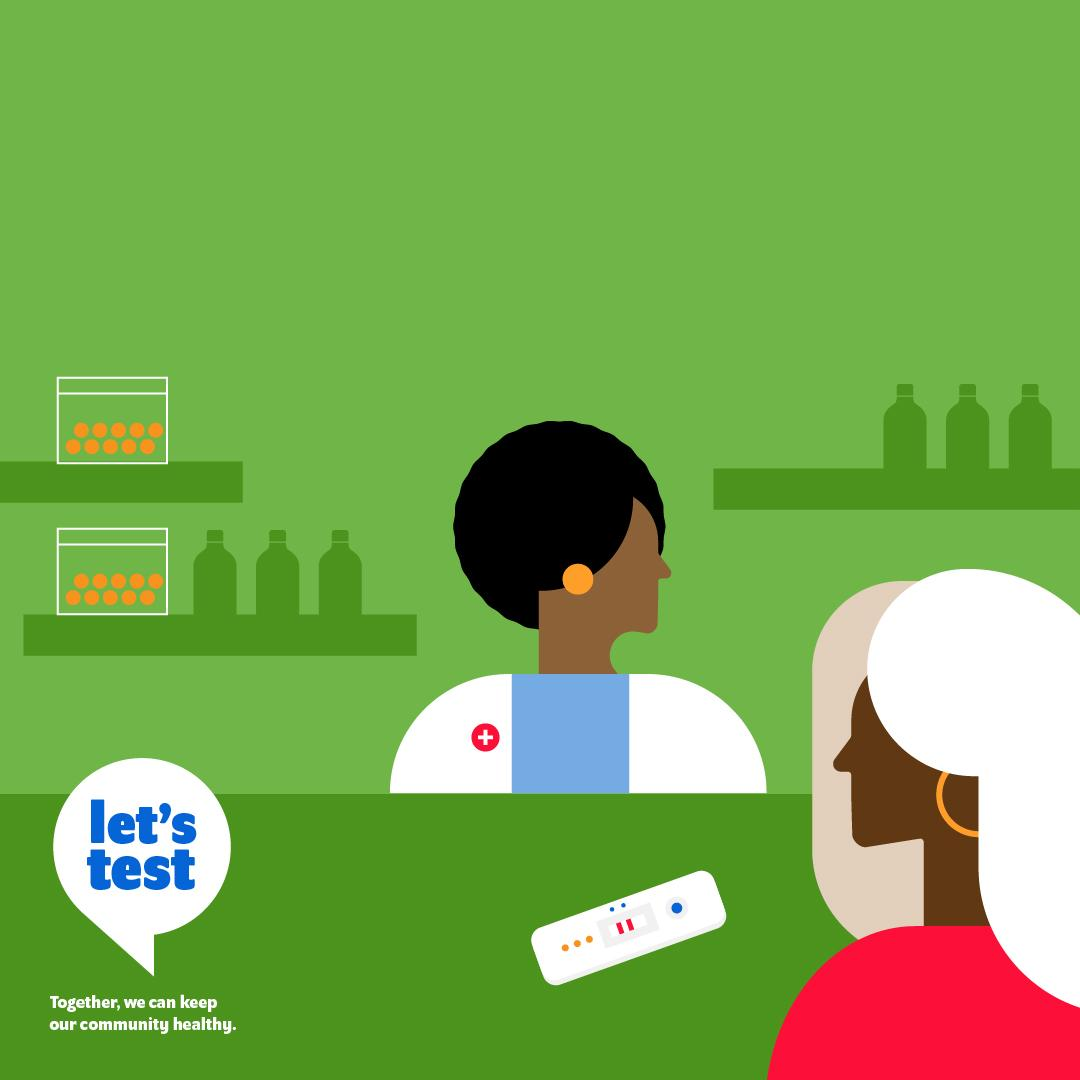 let’s
test
Together, we can keep
our community healthy.